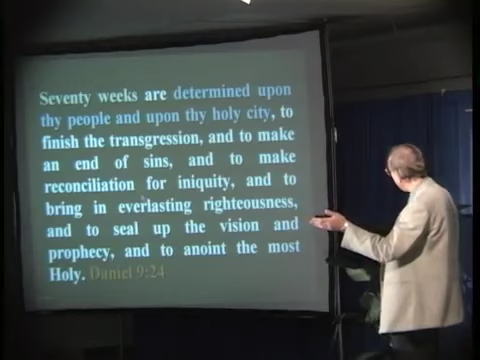 Seventy weeks are determined upon
thy people and upon thy holy city, to
finish the transgression, and to make
an end of sins, and to make
reconciliation for iniquity, and to
bring in everlasting righteousness,
and to seal up the vision and
prophecy, and to anoint the most
Holy. Daniel 9:24